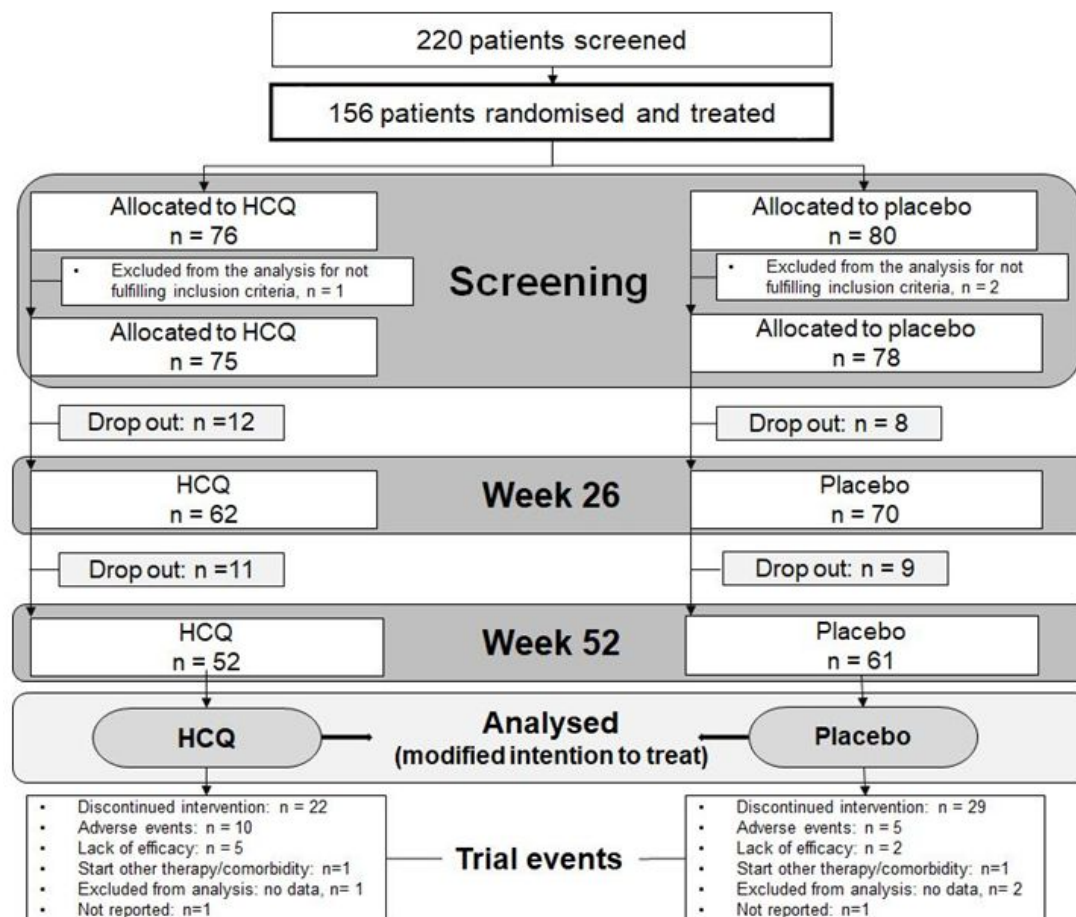 220 patients screened
156 patients randomised and treated
Allocated to HCQ
n = 76
Allocated to placebo
n = 80
• Excluded from the analysis for not
fulfilling inclusion criteria, n = 1
Screening
• Excluded from the analysis for not
fulfilling inclusion criteria, n = 2
Allocated to HCQ
n = 75
Allocated to placebo
n = 78
Drop out: n =12
Drop out: n = 8
HCQ
n = 62
Week 26
Placebo
n = 70
Drop out: n =11
Drop out: n = 9
HCQ
n = 52
Week 52
Placebo
n = 61
HCQ
Analysed
(modified intention to treat)
Placebo
• Discontinued intervention: n = 22
• Adverse events: n = 10
• Lack of efficacy: n = 5
• Start other therapy/comorbidity: n=1
• Excluded from analysis: no data, n= 1
• Not reported: n=1
Trial events
• Discontinued intervention: n = 29
• Adverse events: n = 5
• Lack of efficacy: n = 2
• Start other therapy/comorbidity: n=1
• Excluded from analysis: no data, n= 2
• Not reported: n=1